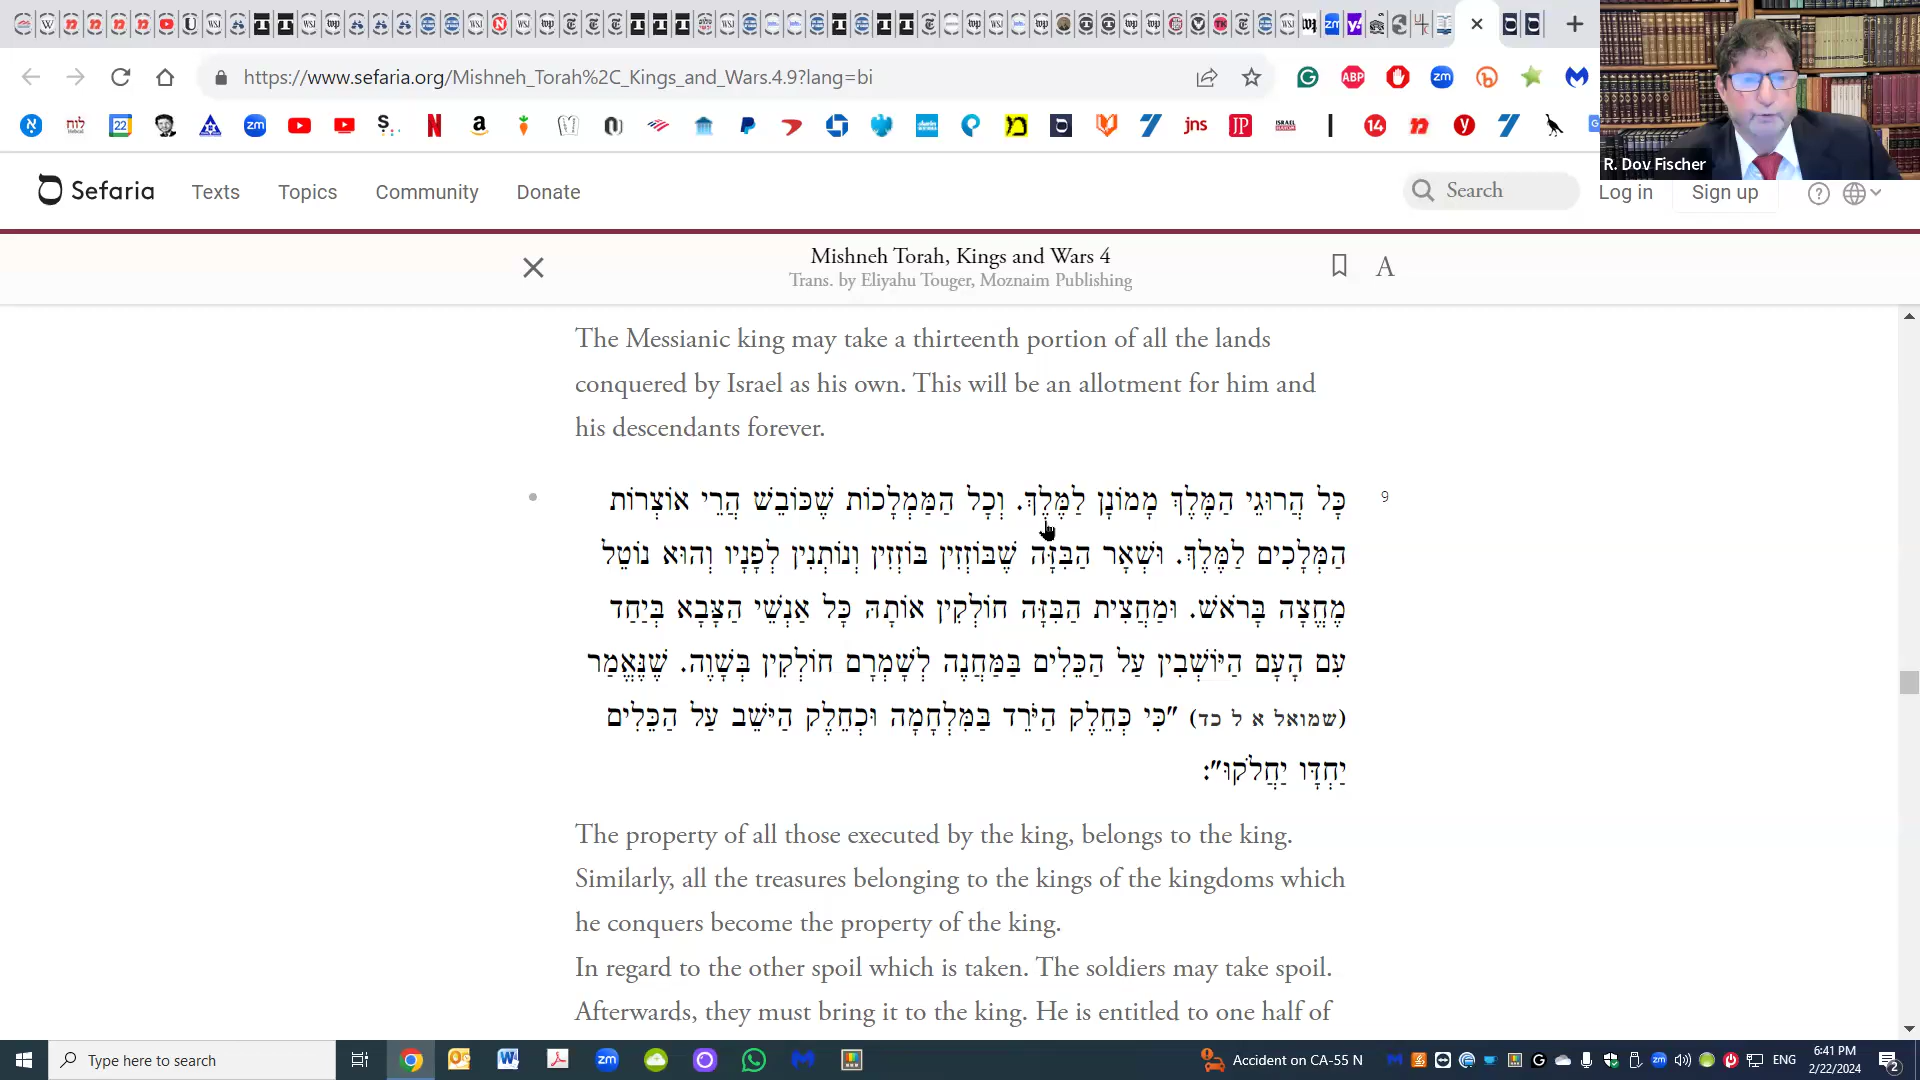 https://www.sefaria.org/Mishneh_Torah%2C_Kings_and_Wars.4.9?lang=bi
R. Dov Fischer
Sefaria Texts Topics Community Donate Search Log in Sign up
Mishneh Torah, Kings and Wars 4
Trans. by Eliyahu Touger, Moznaim Publishing
A
The Messianic king may take a thirteenth portion of all the lands
conquered by Israel as his own. This will be an allotment for him and
his descendants forever.
9
כָּל הֲרוּגֵי הַמֶּלֶךְ מָמוֹנָן לַמֶּלֶךְ. וְכָל הַמַּמְלָכוֹת שֶׁכּוֹבֵשׁ הֲרֵי אוֹצְרוֹת
הַמְּלָכִים לַמֶּלֶךְ. וּשְׁאָר הַבִּזָּה שֶׁבּוֹזְזִין בּוֹזְזִין וְנוֹתְנִין לְפָנָיו וְהוּא נוֹטֵל
מֶחֱצָה בָּרֹאשׁ. וּמַחֲצִית הַבִּזָּה חוֹלְקִין אוֹתָהּ כָּל אַנְשֵׁי הַצָּבָא בְּיַחַד
עִם הָעָם הַיּוֹשְׁבִין עַל הַכֵּלִים בַּמַּחֲנֶה לְשָׁמְרָם חוֹלְקִין בְּשָׁוֶה. שֶׁנֶּאֱמַר
(שמואל א ל כד) "כִּי כְּחֵלֶק הַיֹּרֵד בַּמִּלְחָמָה וּכְחֵלֶק הַיּשֵׁב עַל הַכֵּלִים
יַחְדָּו יַחֲלֹקוּ":
The property of all those executed by the king, belongs to the king.
Similarly, all the treasures belonging to the kings of the kingdoms which
he conquers become the property of the king.
In regard to the other spoil which is taken. The soldiers may take spoil.
Afterwards, they must bring it to the king. He is entitled to one half of
Type here to search
Accident on CA-55 N
ENG
6:41 PM
2/22/2024
2